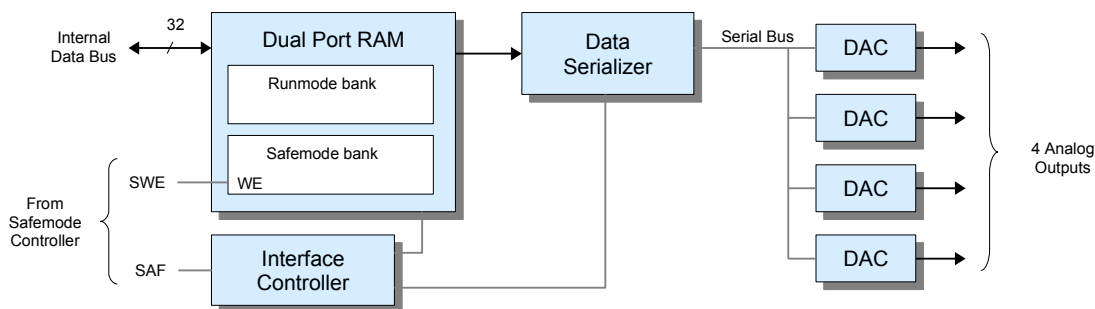 32
Internal
Data Bus
Dual Port RAM
Runmode bank
Safemode bank
WE
SWE
From
Safemode
Controller
SAF
Interface
Controller
Data
Serializer
Serial Bus
DAC
DAC
DAC
DAC
4 Analog
Outputs